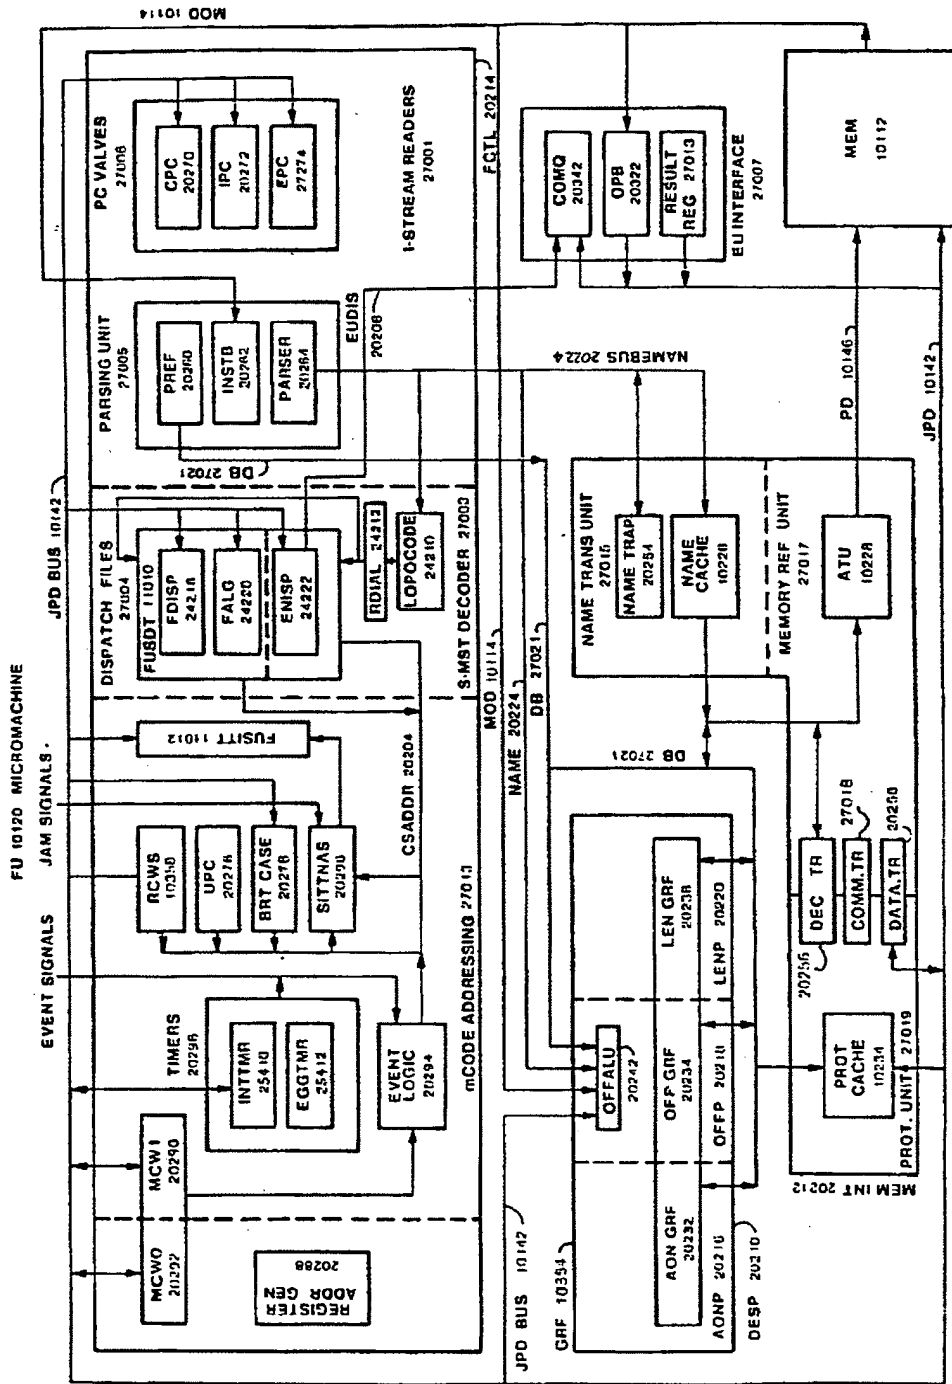 FU 10120 MICROMACHINE
EVENT SIGNALS
JAM SIGNALS
JPD BUS 10142
MOD 10114
MCW0
20292
MCW1
20290
REGISTER
ADDR GEN
20288
TIMERS
20296
INTTMR
25410
EGGTMR
25412
EVENT
LOGIC
20294
mCODE ADDRESSING 27013
RCWS
10358
UPC
20276
BRT CASE
20278
SITTNAS
FUSITT 11012
CSADDR 20204
DISPATCH FILES
27004
FUSDT 11010
FDISP
24218
FALG
24220
ENISP
24222
RDIAL 24212
LOPOCODE
24210
S-MST DECODER 27003
PARSING UNIT
27005
PREF
20260
INSTB
20262
PARSER
20264
DB 27021
EUDIS
20206
PC VALVES
27006
CPC
20270
IPC
20272
EPC
27274
I-STREAM READERS
27001
FCTL 20214
COMQ
20342
OPB
20322
RESULT
REG 27013
EU INTERFACE
27007
MEM
10112
JPD BUS 10142
MOD 10114
NAME 20224
DB 27021
NAMEBUS 20224
GRF 10354
OFFALU
20242
AON GRF
20232
OFF GRF
20234
LEN GRF
20238
AONP 20216
OFFP 20218
LENP 20220
DESP 20210
DB 27021
NAME TRANS UNIT
27015
NAME TRAP
20254
NAME
CACHE
10226
MEMORY REF UNIT
27017
ATU
10228
PD 10146
JPD 10142
DEC TR
20256
COMM.TR
27018
DATA.TR
PROT
CACHE
10234
PROT. UNIT 27019
MEM INT 20212